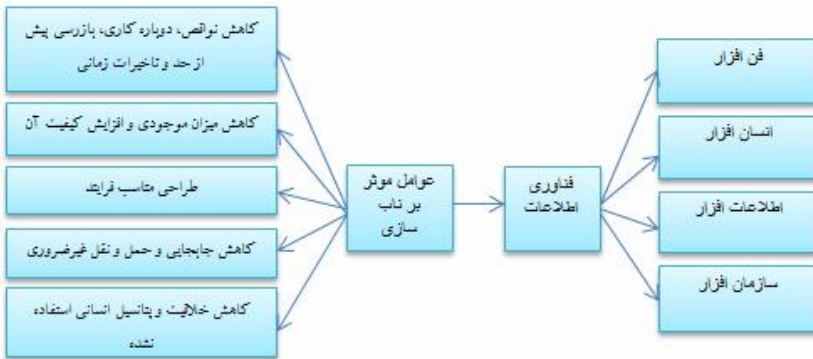 فن افزار
انسان افزار
اطلاعات افزار
سازمان افزار
فناوری
اطلاعات
عوامل موثر
بر ناب
سازی
کاهش نواقص، دوباره کاری، بازرسی پیش
از حد و تاخیرات زمانی
کاهش میزان موجودی و افزایش کیفیت آن
طراحی مناسب فرایند
کاهش جابجایی و حمل و نقل غیرضروری
کاهش خلاقیت و پتانسیل انسانی استفاده
نشده